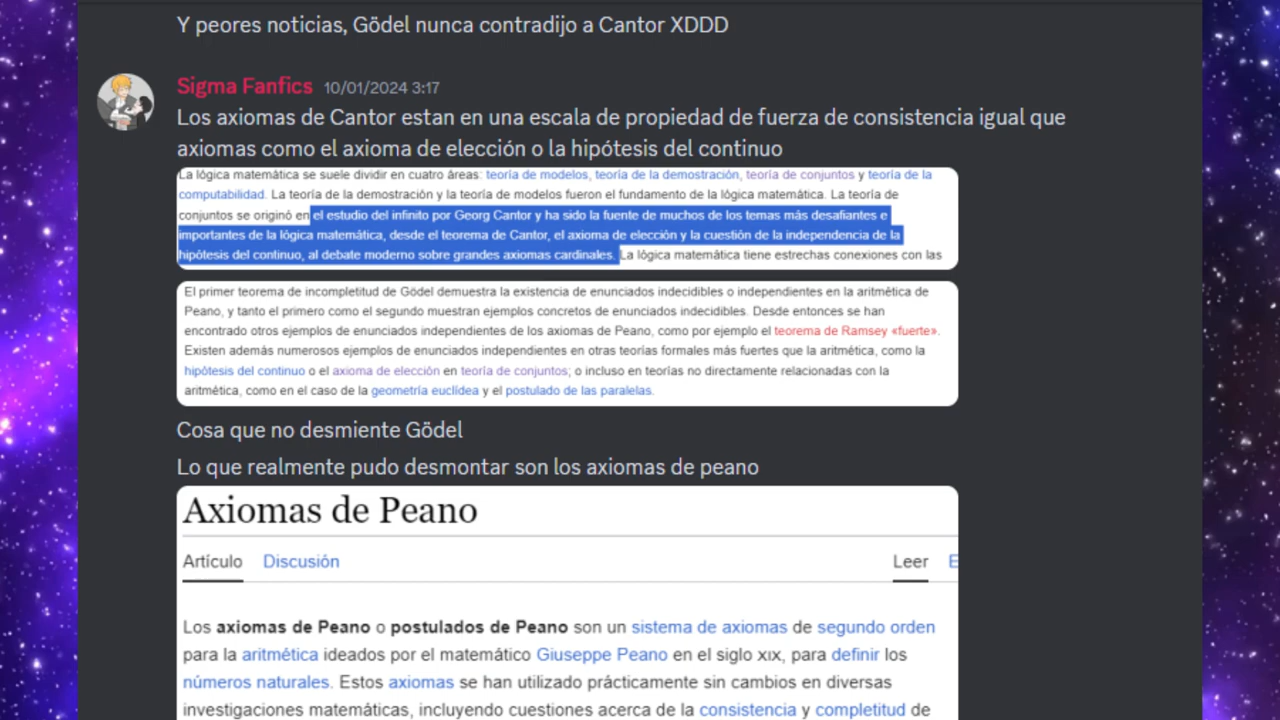 Y peores noticias, Gödel nunca contradijo a Cantor XDDD
Sigma Fanfics 10/01/2024 3:17
Los axiomas de Cantor estan en una escala de propiedad de fuerza de consistencia igual que
axiomas como el axioma de elección o la hipótesis del continuo
La lógica matemática se suele dividir en cuatro áreas: teoría de modelos, teoría de la demostración, teoría de conjuntos y teoría de la
computabilidad. La teoría de la demostración y la teoría de modelos fueron el fundamento de la lógica matemática. La teoría de
conjuntos se originó en el estudio del infinito por Georg Cantor y ha sido la fuente de muchos de los temas más desafiantes e
importantes de la lógica matemática, desde el teorema de Cantor, el axioma de elección y la cuestión de la independencia de la
hipótesis del continuo, al debate moderno sobre grandes axiomas cardinales. La lógica matemática tiene estrechas conexiones con las
El primer teorema de incompletitud de Gödel demuestra la existencia de enunciados indecidibles o independientes en la aritmética de
Peano, y tanto el primero como el segundo muestran ejemplos concretos de enunciados indecidibles. Desde entonces se han
encontrado otros ejemplos de enunciados independientes de los axiomas de Peano, como por ejemplo el teorema de Ramsey «fuerte».
Existen además numerosos ejemplos de enunciados independientes en otras teorías formales más fuertes que la aritmética, como la
hipótesis del continuo o el axioma de elección en teoría de conjuntos; o incluso en teorías no directamente relacionadas con la
aritmética, como en el caso de la geometría euclídea y el postulado de las paralelas.
Cosa que no desmiente Gödel
Lo que realmente pudo desmontar son los axiomas de peano
Axiomas de Peano
Artículo Discusión Leer E
Los axiomas de Peano o postulados de Peano son un sistema de axiomas de segundo orden
para la aritmética ideados por el matemático Giuseppe Peano en el siglo XIX, para definir los
números naturales. Estos axiomas se han utilizado prácticamente sin cambios en diversas
investigaciones matemáticas, incluyendo cuestiones acerca de la consistencia y completitud de